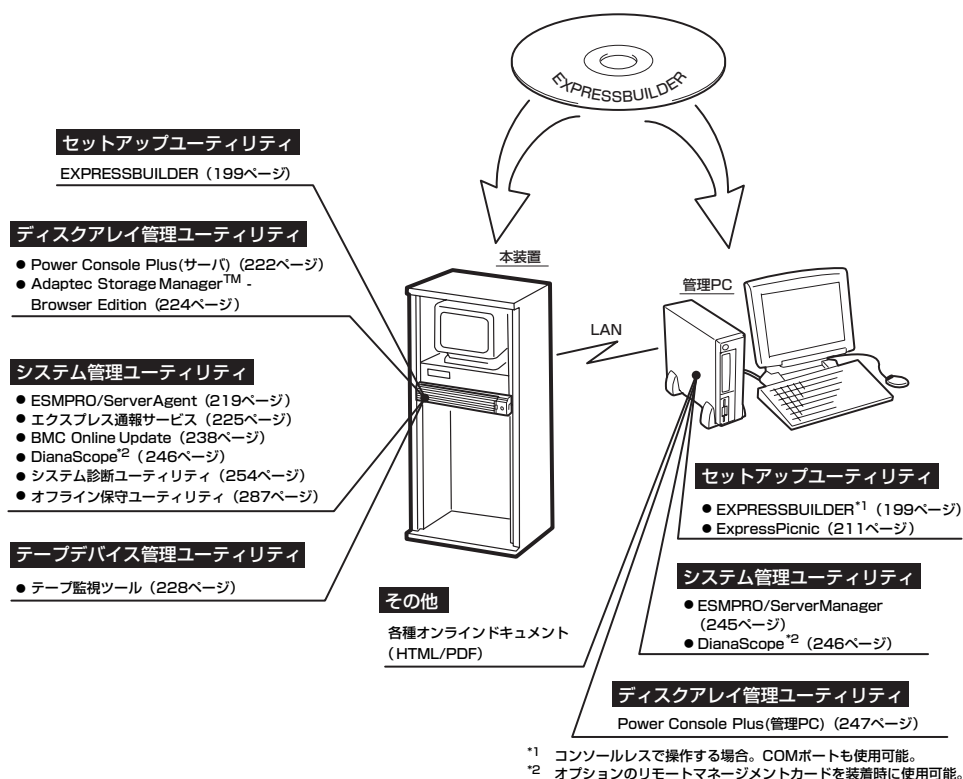 EXPRESSBUILDER
セットアップユーティリティ
EXPRESSBUILDER（199ページ）
ディスクアレイ管理ユーティリティ
● Power Console Plus(サーバ)（222ページ）
● Adaptec Storage Manager™ -
Browser Edition（224ページ）
システム管理ユーティリティ
● ESMPRO/ServerAgent（219ページ）
● エクスプレス通報サービス（225ページ）
● BMC Online Update（238ページ）
● DianaScope*2（246ページ）
● システム診断ユーティリティ（254ページ）
● オフライン保守ユーティリティ（287ページ）
テープデバイス管理ユーティリティ
● テープ監視ツール（228ページ）
本装置
LAN
管理PC
その他
各種オンラインドキュメント
（HTML/PDF）
セットアップユーティリティ
● EXPRESSBUILDER*1（199ページ）
● ExpressPicnic（211ページ）
システム管理ユーティリティ
● ESMPRO/ServerManager
（245ページ）
● DianaScope*2（246ページ）
ディスクアレイ管理ユーティリティ
Power Console Plus(管理PC)（247ページ）
*1 コンソールレスで操作する場合。COMポートも使用可能。
*2 オプションのリモートマネージメントカードを装着時に使用可能。